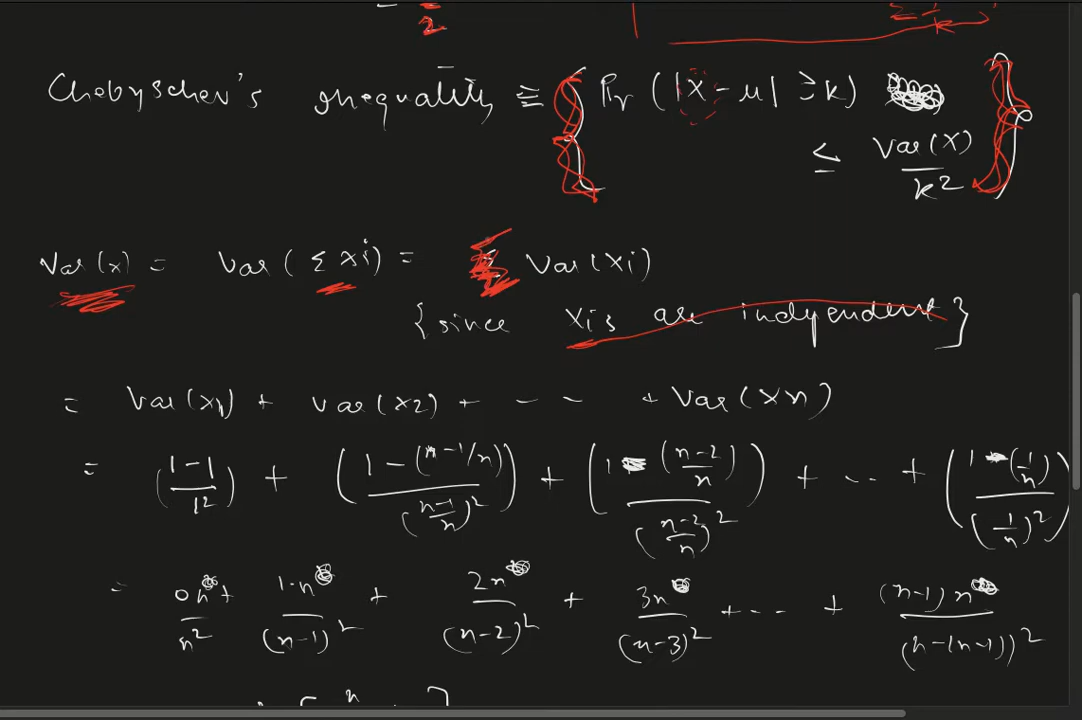 = n/2
Chebyschev's inequality ≡ { Pr (|X - μ| ≥ k)
≤ Var(X)/k² }
Var(x) = Var( Σ Xi) = Σ Var(Xi)
{since Xis are independent}
= Var(X1) + Var(X2) + - - + Var(Xn)
= (1-1/1²) + (1-(n-1/n)/(n-1/n)²) + (1-(n-2/n)/(n-2/n)²) + -.. + (1-(1/n)/(1/n)²)
= 0n/n² + 1·n/(n-1)² + 2n/(n-2)² + 3n/(n-3)² + -.. + (n-1)n/(n-(n-1))²